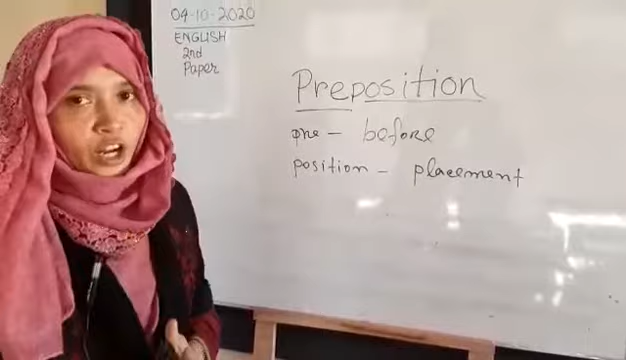 04-10-2020
ENGLISH
2nd
Paper
Preposition
pre - before
position - placement